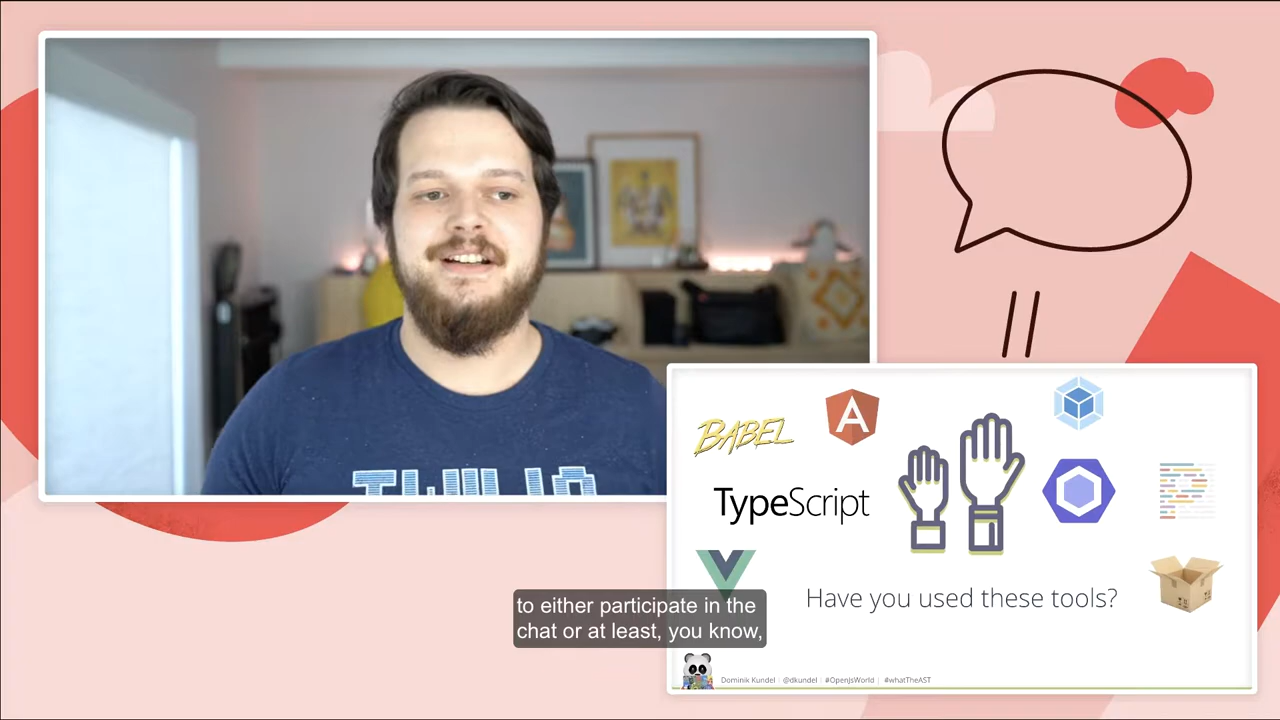 TWILIO
BABEL
A
TypeScript
Have you used these tools?
to either participate in the
chat or at least, you know,
Dominik Kundel | @dkundel | #OpenJsWorld | #whatTheAST